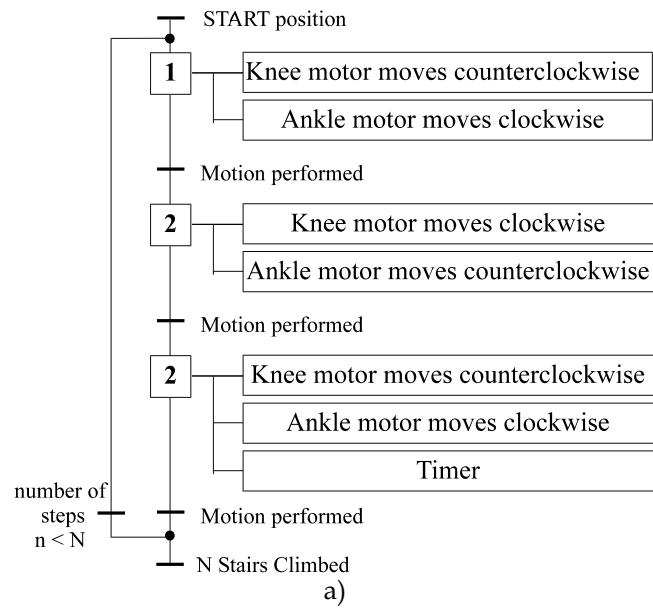 START position
1
Knee motor moves counterclockwise
Ankle motor moves clockwise
Motion performed
2
Knee motor moves clockwise
Ankle motor moves counterclockwise
Motion performed
2
Knee motor moves counterclockwise
Ankle motor moves clockwise
Timer
number of
steps
n < N
Motion performed
N Stairs Climbed
a)